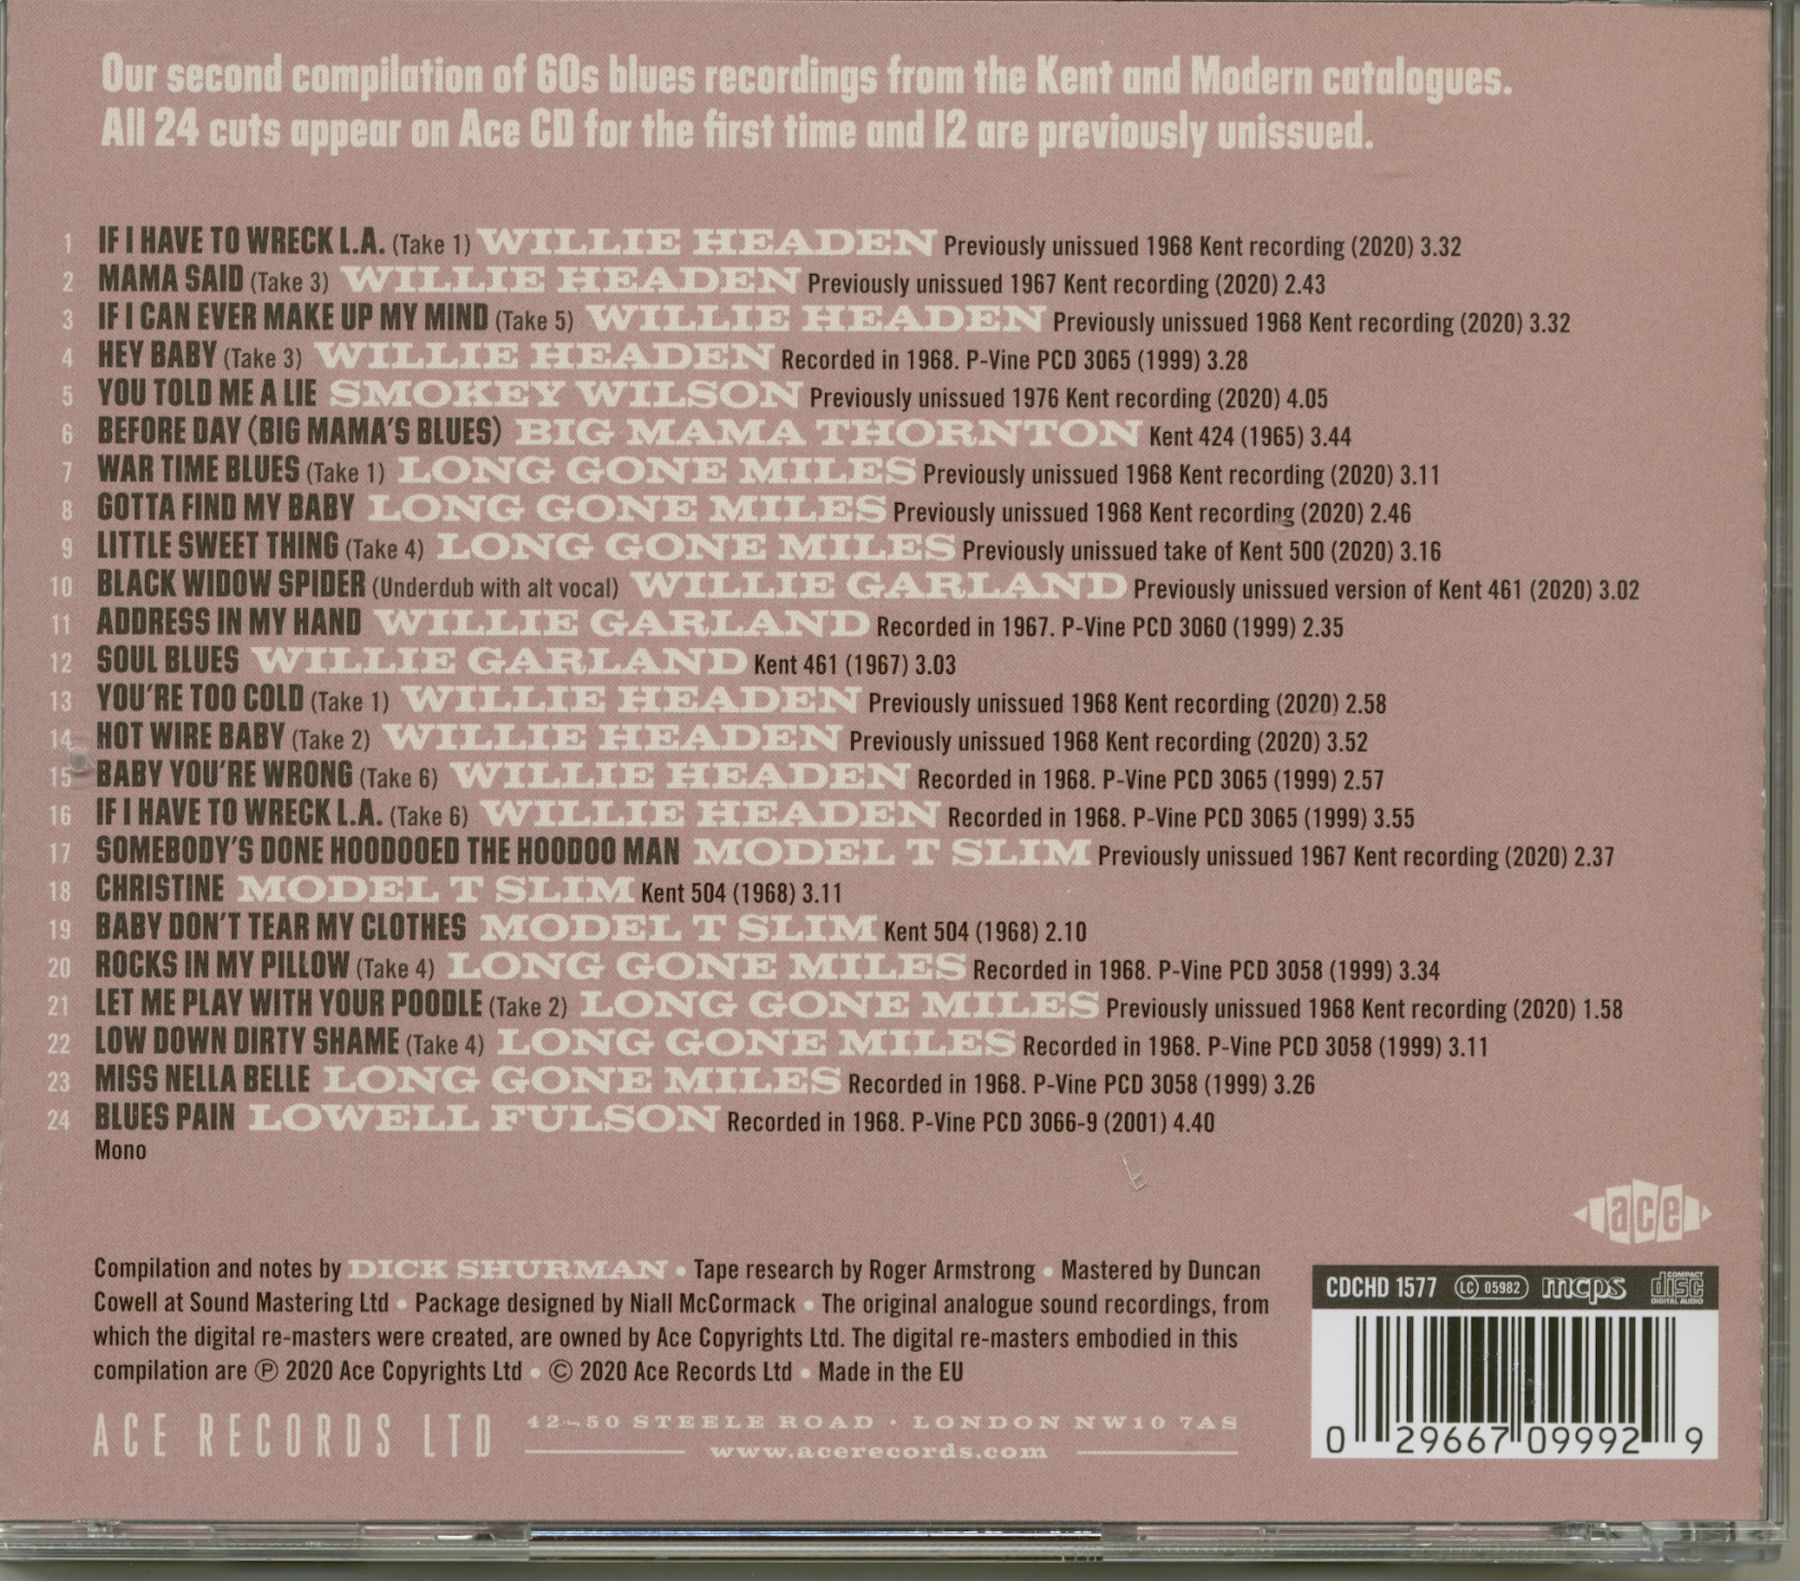 Our second compilation of 60s blues recordings from the Kent and Modern catalogues.
All 24 cuts appear on Ace CD for the first time and 12 are previously unissued.
1 IF I HAVE TO WRECK L.A. (Take 1) WILLIE HEADEN Previously unissued 1968 Kent recording (2020) 3.32
2 MAMA SAID (Take 3) WILLIE HEADEN Previously unissued 1967 Kent recording (2020) 2.43
3 IF I CAN EVER MAKE UP MY MIND (Take 5) WILLIE HEADEN Previously unissued 1968 Kent recording (2020) 3.32
4 HEY BABY (Take 3) WILLIE HEADEN Recorded in 1968. P-Vine PCD 3065 (1999) 3.28
5 YOU TOLD ME A LIE SMOKEY WILSON Previously unissued 1976 Kent recording (2020) 4.05
6 BEFORE DAY (BIG MAMA'S BLUES) BIG MAMA THORNTON Kent 424 (1965) 3.44
7 WAR TIME BLUES (Take 1) LONG GONE MILES Previously unissued 1968 Kent recording (2020) 3.11
8 GOTTA FIND MY BABY LONG GONE MILES Previously unissued 1968 Kent recording (2020) 2.46
9 LITTLE SWEET THING (Take 4) LONG GONE MILES Previously unissued take of Kent 500 (2020) 3.16
10 BLACK WIDOW SPIDER (Underdub with alt vocal) WILLIE GARLAND Previously unissued version of Kent 461 (2020) 3.02
11 ADDRESS IN MY HAND WILLIE GARLAND Recorded in 1967. P-Vine PCD 3060 (1999) 2.35
12 SOUL BLUES WILLIE GARLAND Kent 461 (1967) 3.03
13 YOU'RE TOO COLD (Take 1) WILLIE HEADEN Previously unissued 1968 Kent recording (2020) 2.58
14 HOT WIRE BABY (Take 2) WILLIE HEADEN Previously unissued 1968 Kent recording (2020) 3.52
15 BABY YOU'RE WRONG (Take 6) WILLIE HEADEN Recorded in 1968. P-Vine PCD 3065 (1999) 2.57
16 IF I HAVE TO WRECK L.A. (Take 6) WILLIE HEADEN Recorded in 1968. P-Vine PCD 3065 (1999) 3.55
17 SOMEBODY'S DONE HOODOOED THE HOODOO MAN MODEL T SLIM Previously unissued 1967 Kent recording (2020) 2.37
18 CHRISTINE MODEL T SLIM Kent 504 (1968) 3.11
19 BABY DON'T TEAR MY CLOTHES MODEL T SLIM Kent 504 (1968) 2.10
20 ROCKS IN MY PILLOW (Take 4) LONG GONE MILES Recorded in 1968. P-Vine PCD 3058 (1999) 3.34
21 LET ME PLAY WITH YOUR POODLE (Take 2) LONG GONE MILES Previously unissued 1968 Kent recording (2020) 1.58
22 LOW DOWN DIRTY SHAME (Take 4) LONG GONE MILES Recorded in 1968. P-Vine PCD 3058 (1999) 3.11
23 MISS NELLA BELLE LONG GONE MILES Recorded in 1968. P-Vine PCD 3058 (1999) 3.26
24 BLUES PAIN LOWELL FULSON Recorded in 1968. P-Vine PCD 3066-9 (2001) 4.40
Mono
ace
Compilation and notes by DICK SHURMAN • Tape research by Roger Armstrong • Mastered by Duncan
Cowell at Sound Mastering Ltd • Package designed by Niall McCormack • The original analogue sound recordings, from
which the digital re-masters were created, are owned by Ace Copyrights Ltd. The digital re-masters embodied in this
compilation are ℗ 2020 Ace Copyrights Ltd • © 2020 Ace Records Ltd • Made in the EU
ACE RECORDS LTD
42-50 STEELE ROAD · LONDON NW10 7AS
www.acerecords.com
CDCHD 1577 LC 05982 mcps COMPACT disc DIGITAL AUDIO
0 29667 09992 9